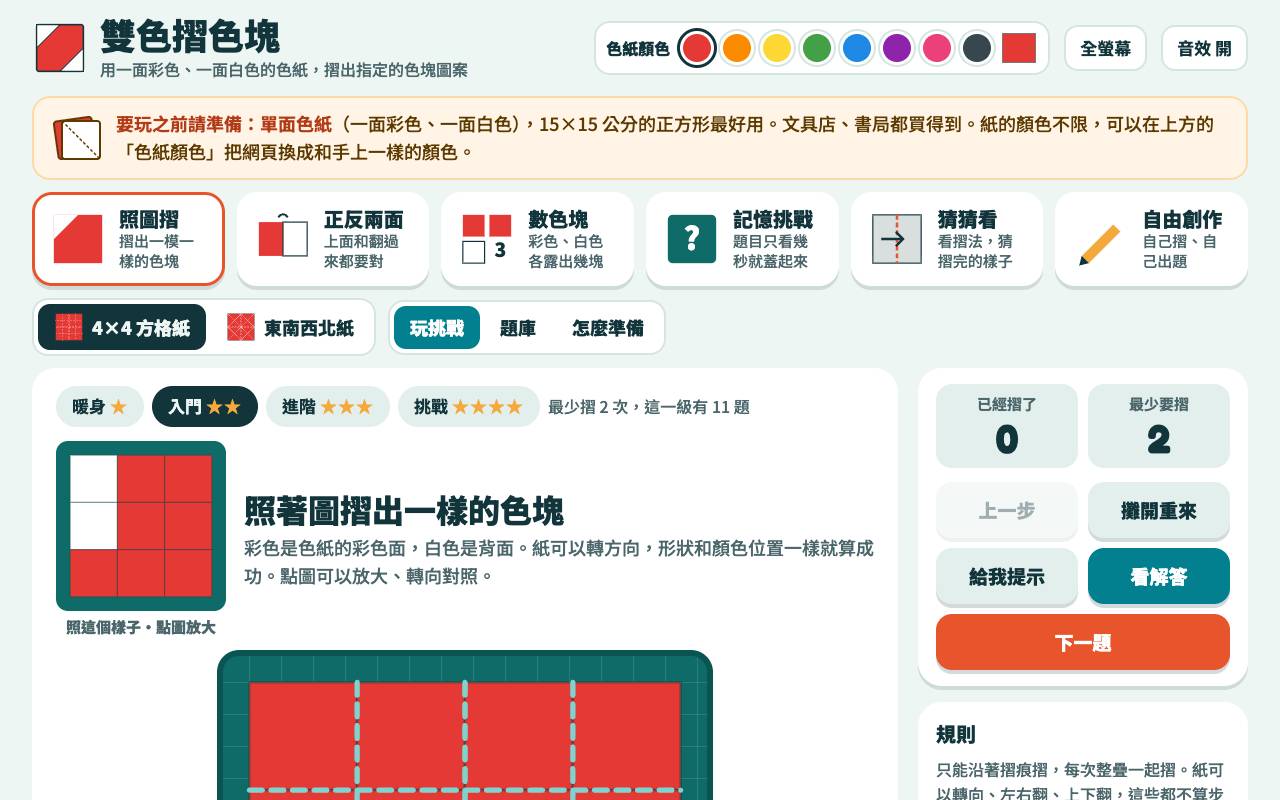 雙色摺色塊
用一面彩色、一面白色的色紙，摺出指定的色塊圖案
色紙顏色
全螢幕
音效 開
要玩之前請準備：單面色紙（一面彩色、一面白色），15×15 公分的正方形最好用。文具店、書局都買得到。紙的顏色不限，可以在上方的
「色紙顏色」把網頁換成和手上一樣的顏色。
照圖摺
摺出一模一
樣的色塊
正反兩面
上面和翻過
來都要對
3
數色塊
彩色、白色
各露出幾塊
?
記憶挑戰
題目只看幾
秒就蓋起來
猜猜看
看摺法，猜
摺完的樣子
自由創作
自己摺、自
己出題
4×4 方格紙
東南西北紙
玩挑戰
題庫
怎麼準備
暖身 ★
入門 ★★
進階 ★★★
挑戰 ★★★★
最少摺 2 次，這一級有 11 題
照著圖摺出一樣的色塊
彩色是色紙的彩色面，白色是背面。紙可以轉方向，形狀和顏色位置一樣就算成
功。點圖可以放大、轉向對照。
照這個樣子・點圖放大
已經摺了
0
最少要摺
2
上一步
攤開重來
給我提示
看解答
下一題
規則
只能沿著摺痕摺，每次整疊一起摺。紙可
以轉向、左右翻、上下翻，這些都不算步